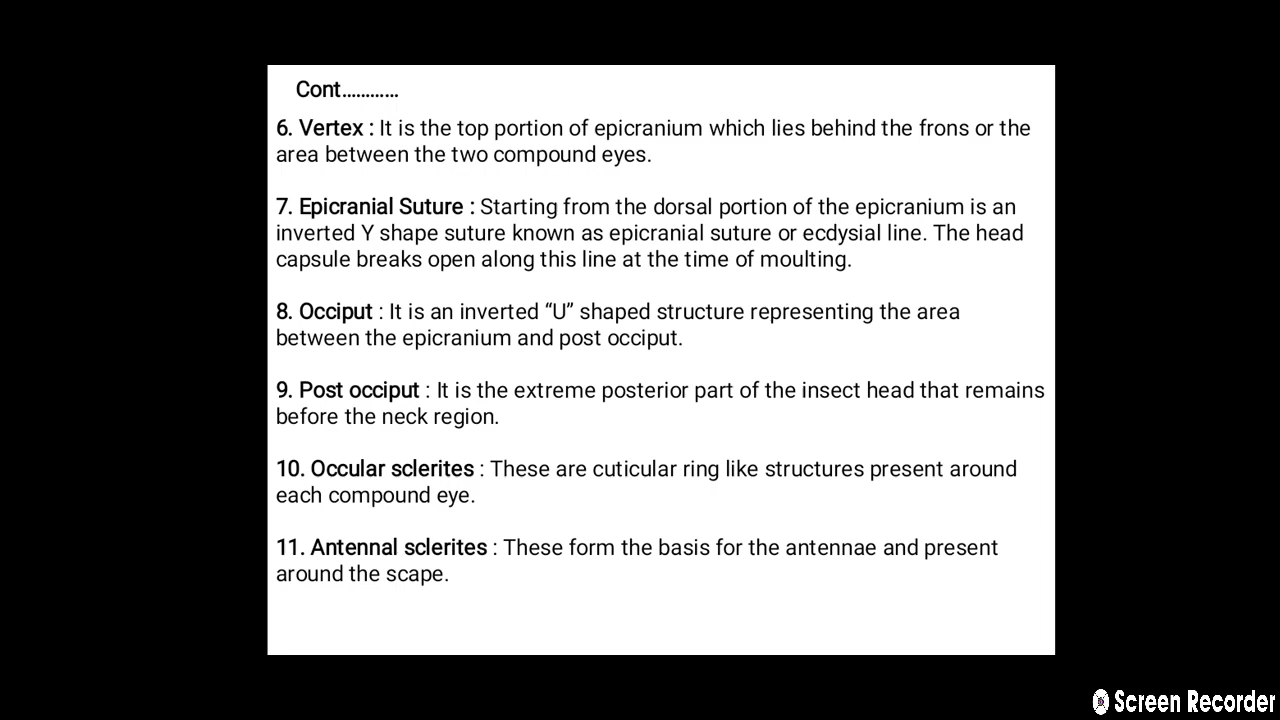 Cont............
6. Vertex : It is the top portion of epicranium which lies behind the frons or the
area between the two compound eyes.
7. Epicranial Suture : Starting from the dorsal portion of the epicranium is an
inverted Y shape suture known as epicranial suture or ecdysial line. The head
capsule breaks open along this line at the time of moulting.
8. Occiput : It is an inverted “U” shaped structure representing the area
between the epicranium and post occiput.
9. Post occiput : It is the extreme posterior part of the insect head that remains
before the neck region.
10. Occular sclerites : These are cuticular ring like structures present around
each compound eye.
11. Antennal sclerites : These form the basis for the antennae and present
around the scape.
Screen Recorder